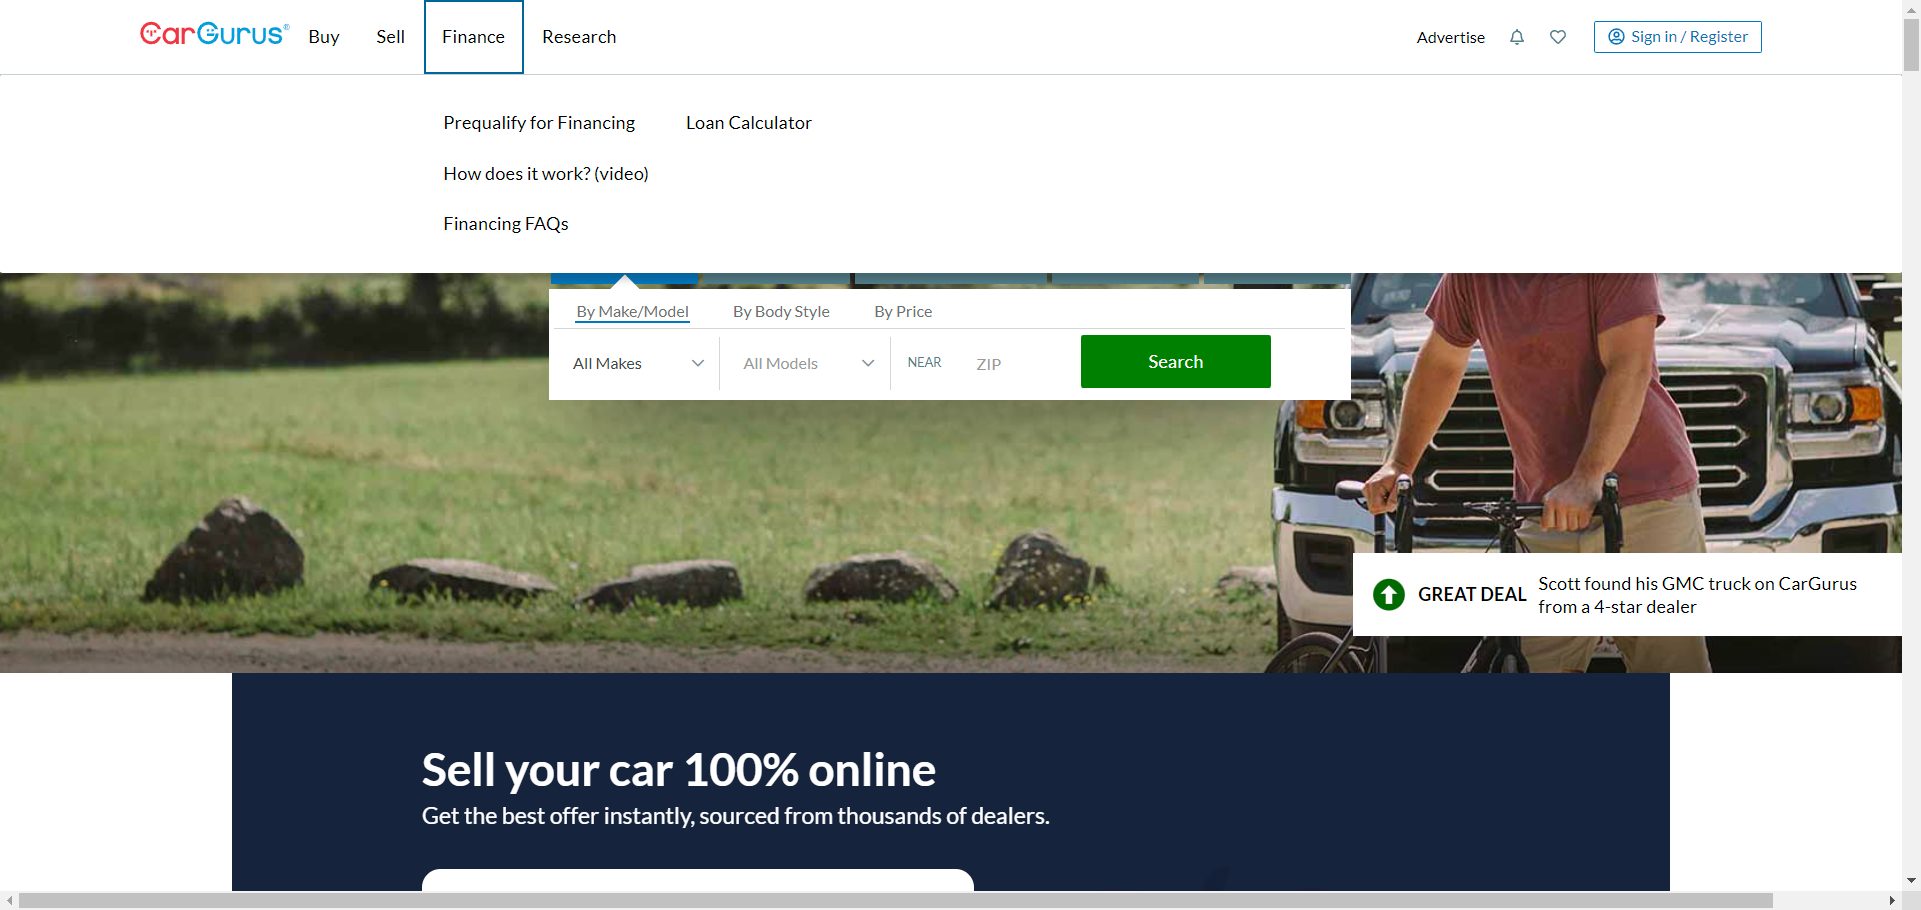 CarGurus®
Buy
Sell
Finance
Research
Advertise
Sign in / Register
Prequalify for Financing
Loan Calculator
How does it work? (video)
Financing FAQs
By Make/Model
By Body Style
By Price
All Makes
All Models
NEAR
ZIP
Search
GREAT DEAL
Scott found his GMC truck on CarGurus
from a 4-star dealer
Sell your car 100% online
Get the best offer instantly, sourced from thousands of dealers.